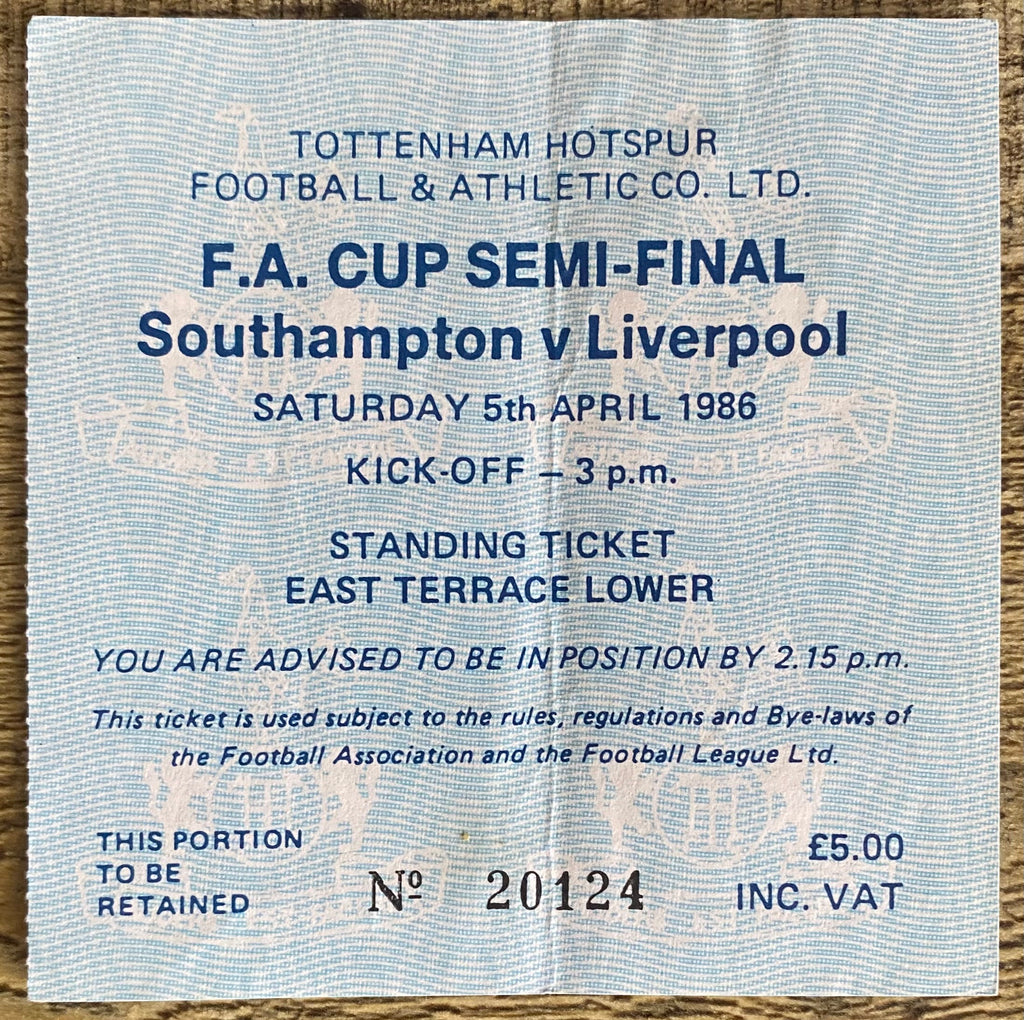 TOTTENHAM HOTSPUR
FOOTBALL & ATHLETIC CO. LTD.
F.A. CUP SEMI-FINAL
Southampton v Liverpool
SATURDAY 5th APRIL 1986
KICK-OFF – 3 p.m.
STANDING TICKET
EAST TERRACE LOWER
YOU ARE ADVISED TO BE IN POSITION BY 2.15 p.m.
This ticket is used subject to the rules, regulations and Bye-laws of
the Football Association and the Football League Ltd.
THIS PORTION
TO BE
RETAINED
Nº 20124
£5.00
INC. VAT